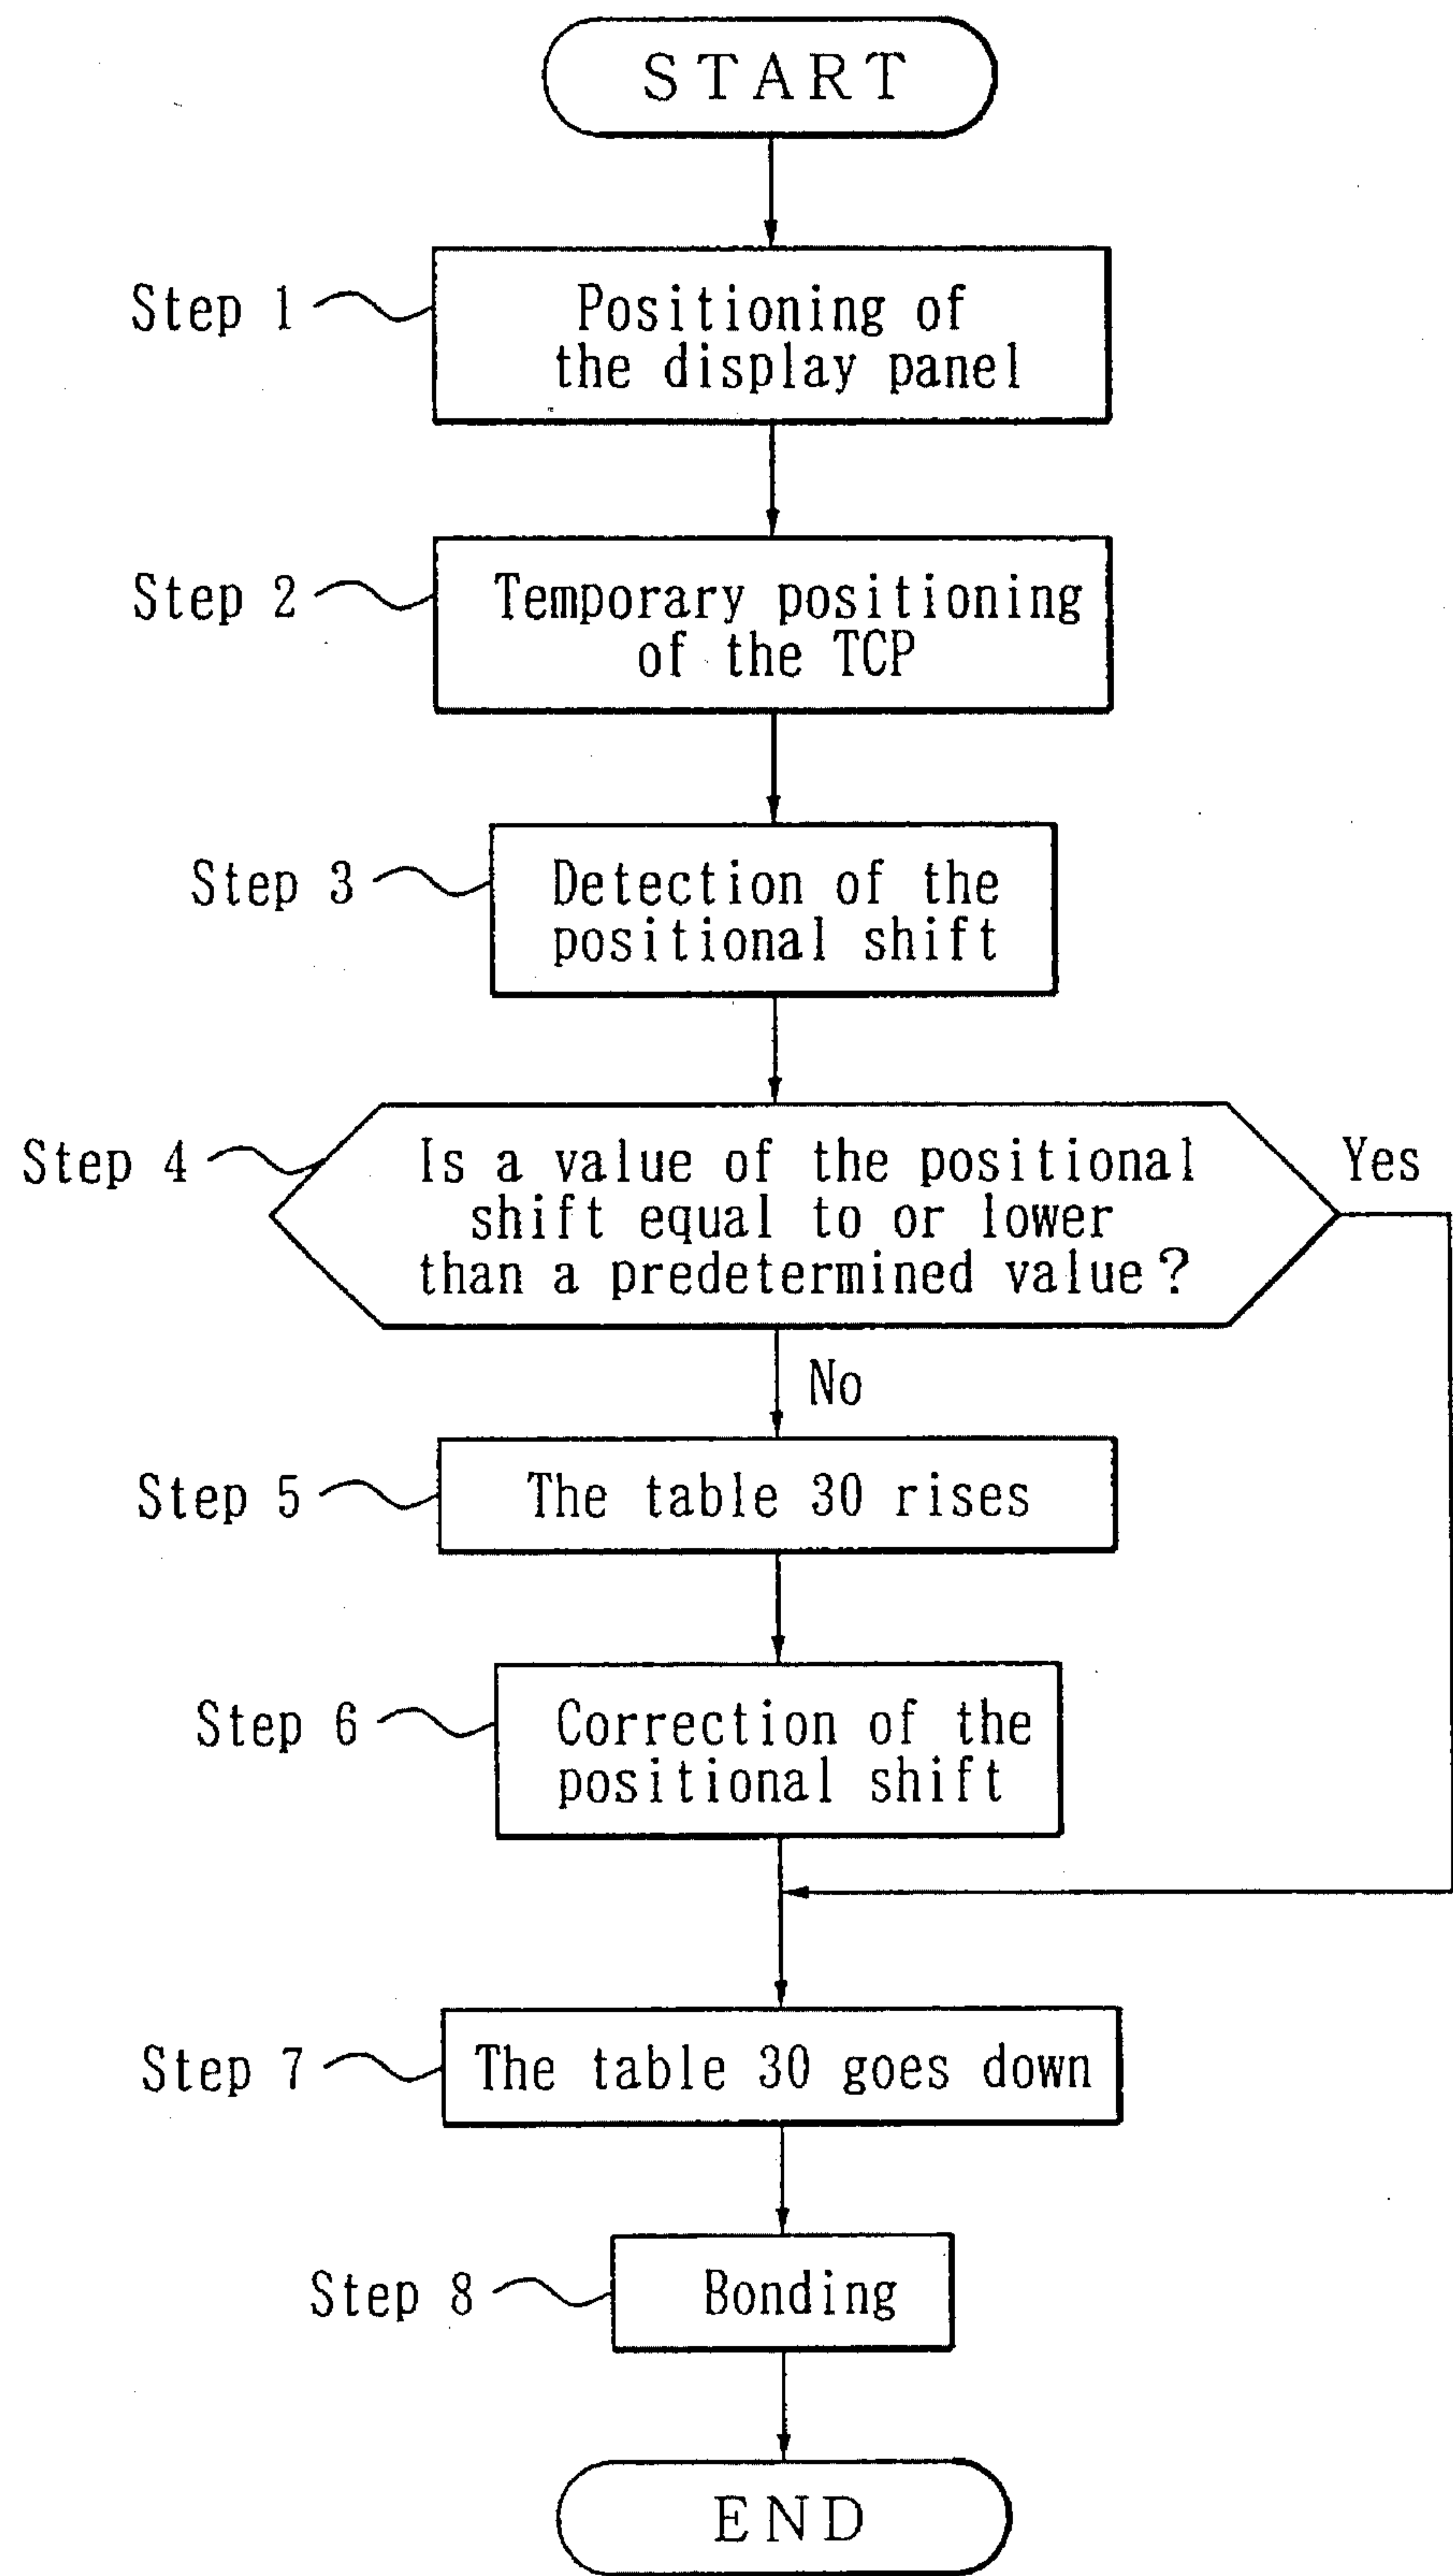 START
Step 1
Positioning of
the display panel
Step 2
Temporary positioning
of the TCP
Step 3
Detection of the
positional shift
Step 4
Is a value of the positional
shift equal to or lower
than a predetermined value?
Yes
No
Step 5
The table 30 rises
Step 6
Correction of the
positional shift
Step 7
The table 30 goes down
Step 8
Bonding
END